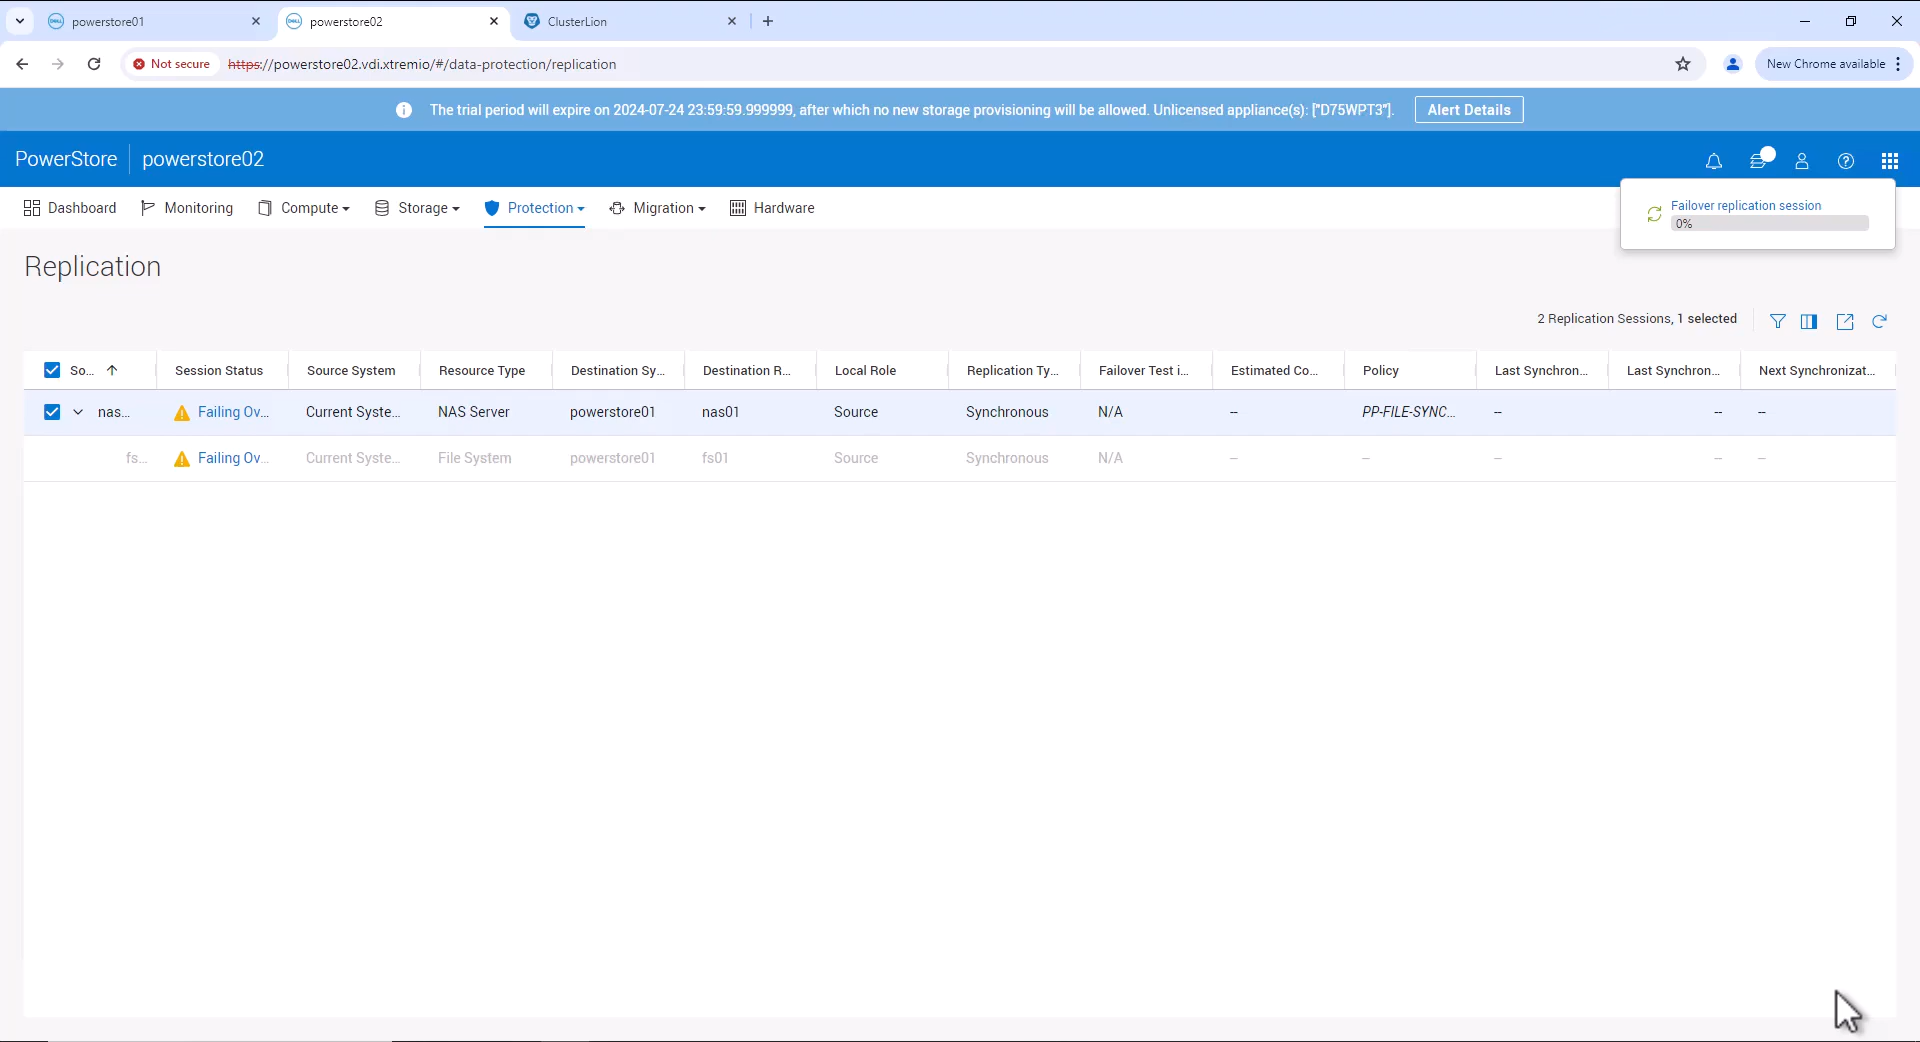 powerstore01
powerstore02
ClusterLion
Not secure
https://powerstore02.vdi.xtremio/#/data-protection/replication
New Chrome available
The trial period will expire on 2024-07-24 23:59:59.999999, after which no new storage provisioning will be allowed. Unlicensed appliance(s): ["D75WPT3"].
Alert Details
PowerStore
powerstore02
Dashboard
Monitoring
Compute
Storage
Protection
Migration
Hardware
Failover replication session
0%
Replication
2 Replication Sessions, 1 selected
So... Session Status Source System Resource Type Destination Sy... Destination R... Local Role Replication Ty... Failover Test i... Estimated Co... Policy Last Synchron... Last Synchron... Next Synchronizat...
nas... Failing Ov... Current Syste... NAS Server powerstore01 nas01 Source Synchronous N/A -- PP-FILE-SYNC... -- -- --
fs... Failing Ov... Current Syste... File System powerstore01 fs01 Source Synchronous N/A -- -- -- -- --